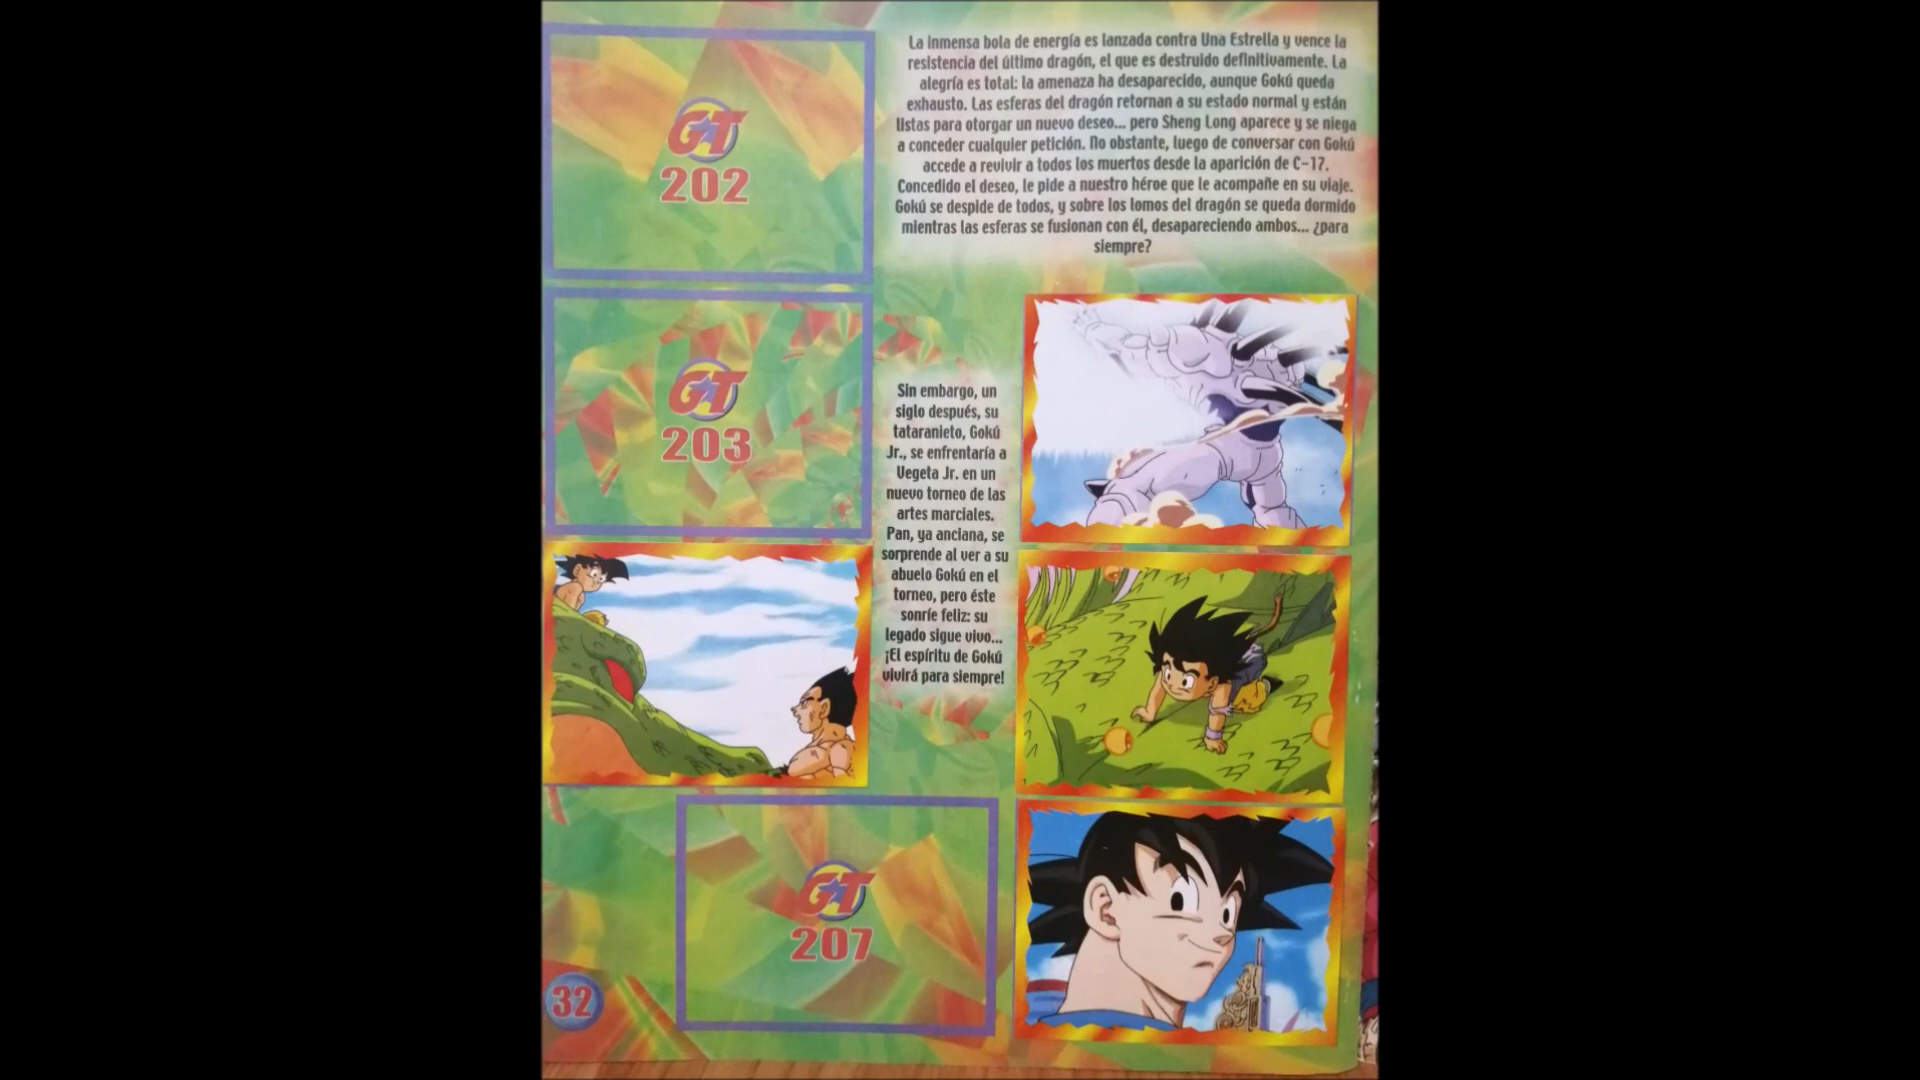 GT
202
La inmensa bola de energía es lanzada contra Una Estrella y vence la
resistencia del último dragón, el que es destruido definitivamente. La
alegría es total: la amenaza ha desaparecido, aunque Gokú queda
exhausto. Las esferas del dragón retornan a su estado normal y están
listas para otorgar un nuevo deseo... pero Sheng Long aparece y se niega
a conceder cualquier petición. No obstante, luego de conversar con Gokú
accede a revivir a todos los muertos desde la aparición de C-17.
Concedido el deseo, le pide a nuestro héroe que le acompañe en su viaje.
Gokú se despide de todos, y sobre los lomos del dragón se queda dormido
mientras las esferas se fusionan con él, desapareciendo ambos... ¿para
siempre?
GT
203
Sin embargo, un
siglo después, su
tataranieto, Gokú
Jr., se enfrentaría a
Vegeta Jr. en un
nuevo torneo de las
artes marciales.
Pan, ya anciana, se
sorprende al ver a su
abuelo Gokú en el
torneo, pero éste
sonríe feliz: su
legado sigue vivo...
¡El espíritu de Gokú
vivirá para siempre!
GT
207
32